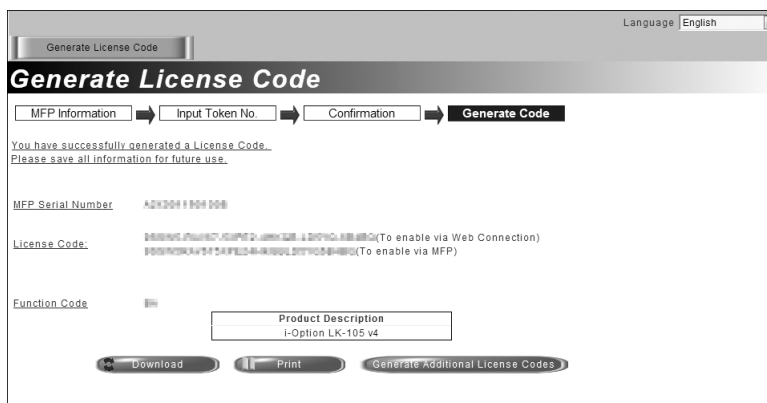 Language English
Generate License Code
Generate License Code
MFP Information Input Token No. Confirmation Generate Code
You have successfully generated a License Code.
Please save all information for future use.
MFP Serial Number
(To enable via Web Connection)
License Code:
(To enable via MFP)
Function Code
Product Description
i-Option LK-105 v4
Download Print Generate Additional License Codes